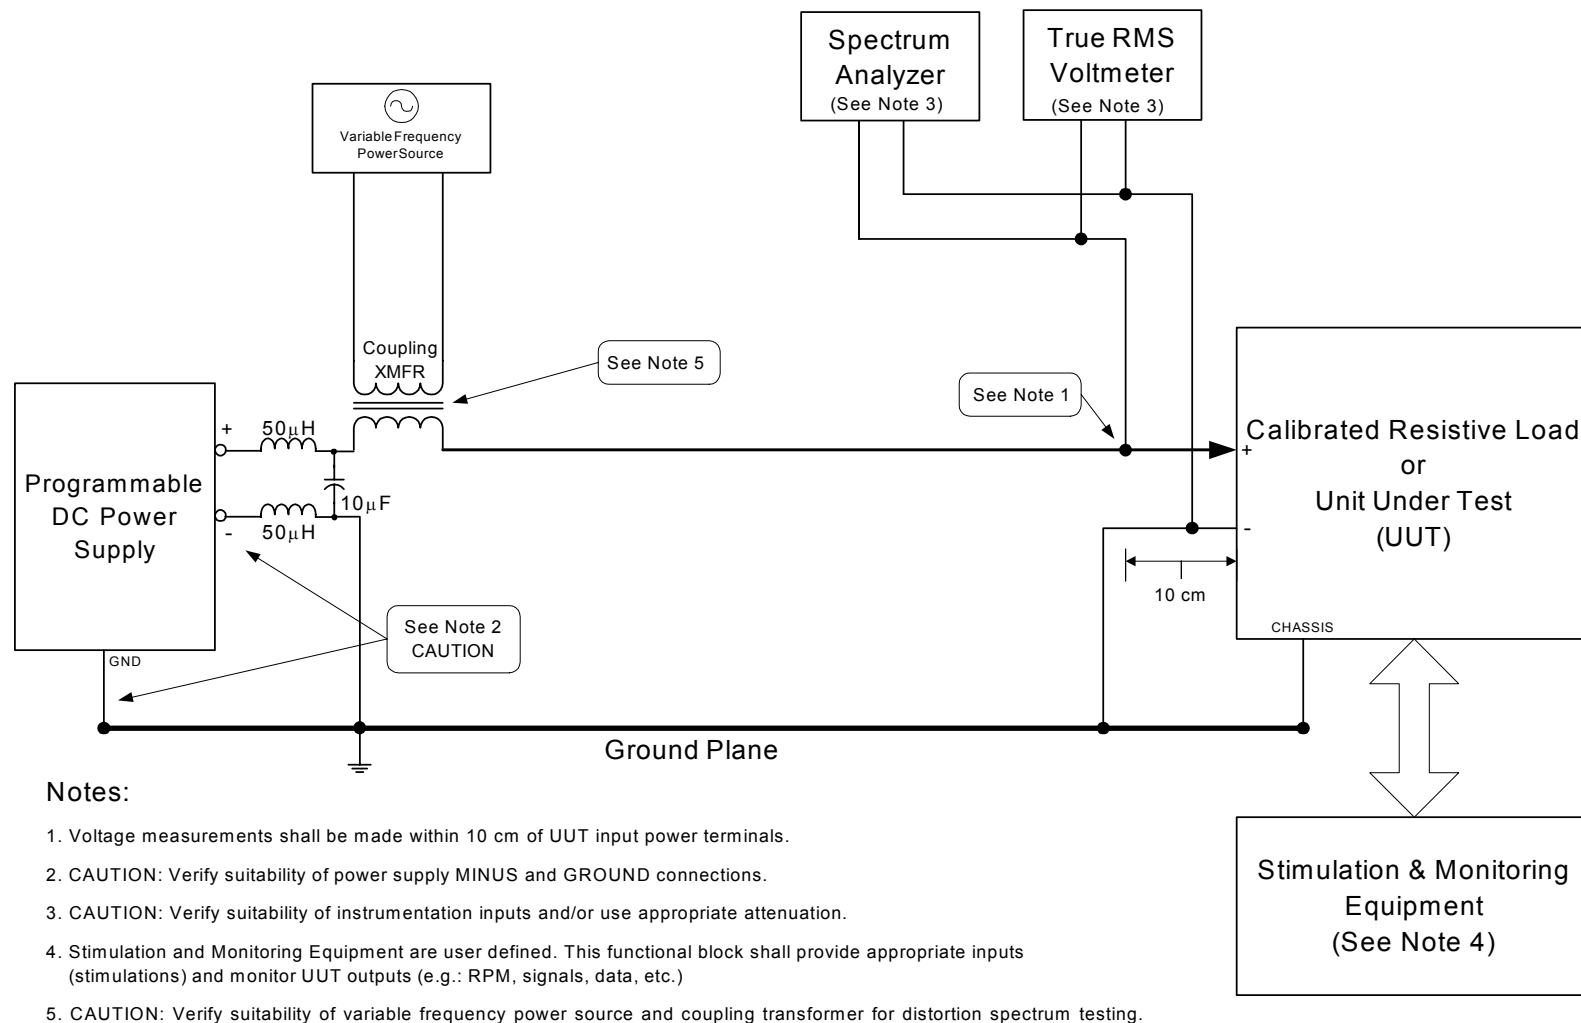 Spectrum
Analyzer
(See Note 3)
True RMS
Voltmeter
(See Note 3)
Variable Frequency
Power Source
Coupling
XMFR
See Note 5
See Note 1
+
50μH
Programmable
DC Power
Supply
10μF
-
50μH
Calibrated Resistive Load
+
or
Unit Under Test
(UUT)
-
10 cm
See Note 2
CAUTION
CHASSIS
GND
Ground Plane
Notes:
1. Voltage measurements shall be made within 10 cm of UUT input power terminals.
2. CAUTION: Verify suitability of power supply MINUS and GROUND connections.
3. CAUTION: Verify suitability of instrumentation inputs and/or use appropriate attenuation.
4. Stimulation and Monitoring Equipment are user defined. This functional block shall provide appropriate inputs
(stimulations) and monitor UUT outputs (e.g.: RPM, signals, data, etc.)
5. CAUTION: Verify suitability of variable frequency power source and coupling transformer for distortion spectrum testing.
Stimulation & Monitoring
Equipment
(See Note 4)